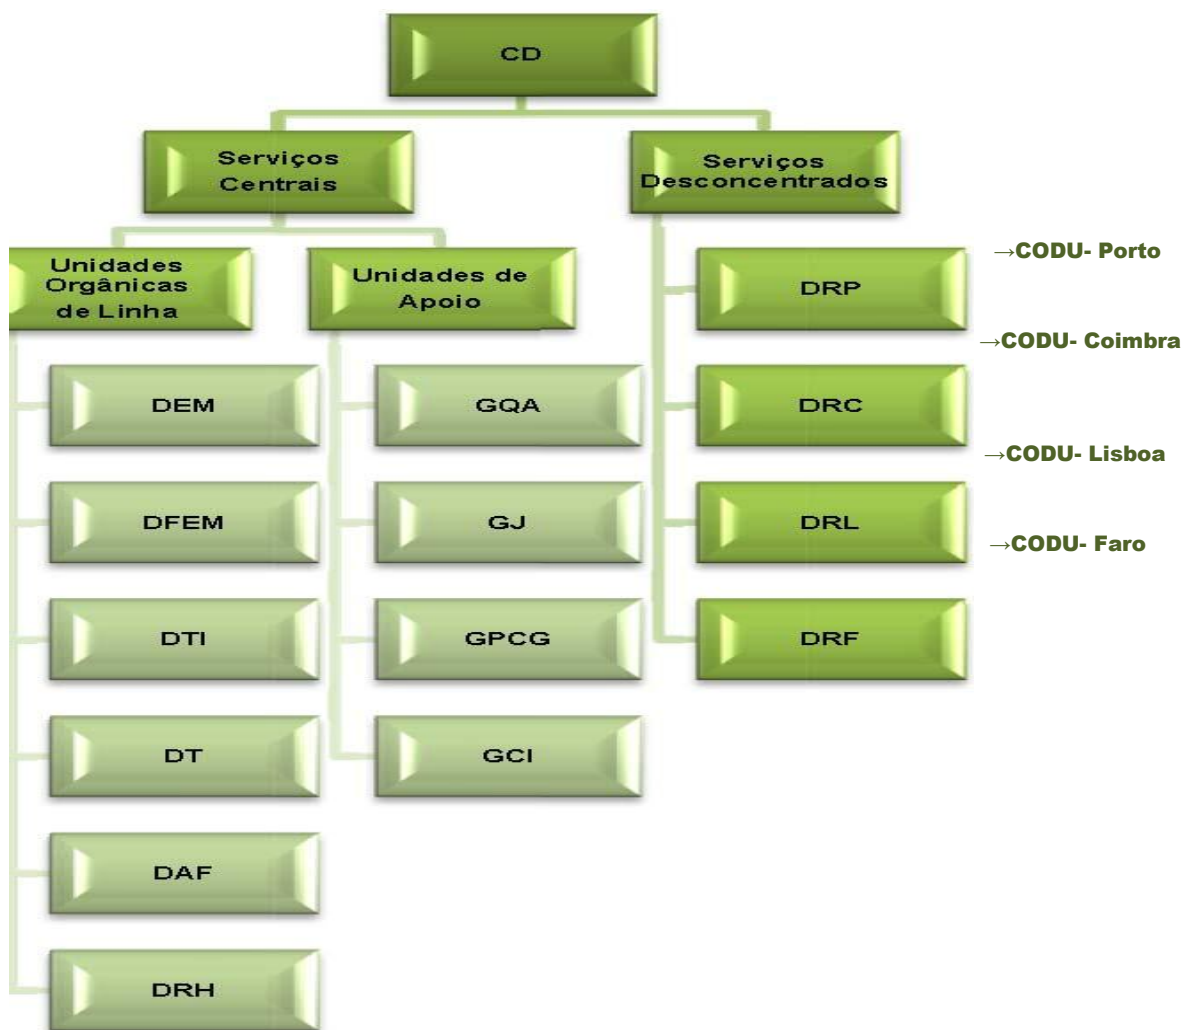 CD
Serviços
Centrais
Serviços
Desconcentrados
Unidades
Orgânicas
de Linha
Unidades de
Apoio
DRP
→CODU- Porto
→CODU- Coimbra
DEM
GQA
DRC
→CODU- Lisboa
DFEM
GJ
DRL
→CODU- Faro
DTI
GPCG
DRF
DT
GCI
DAF
DRH